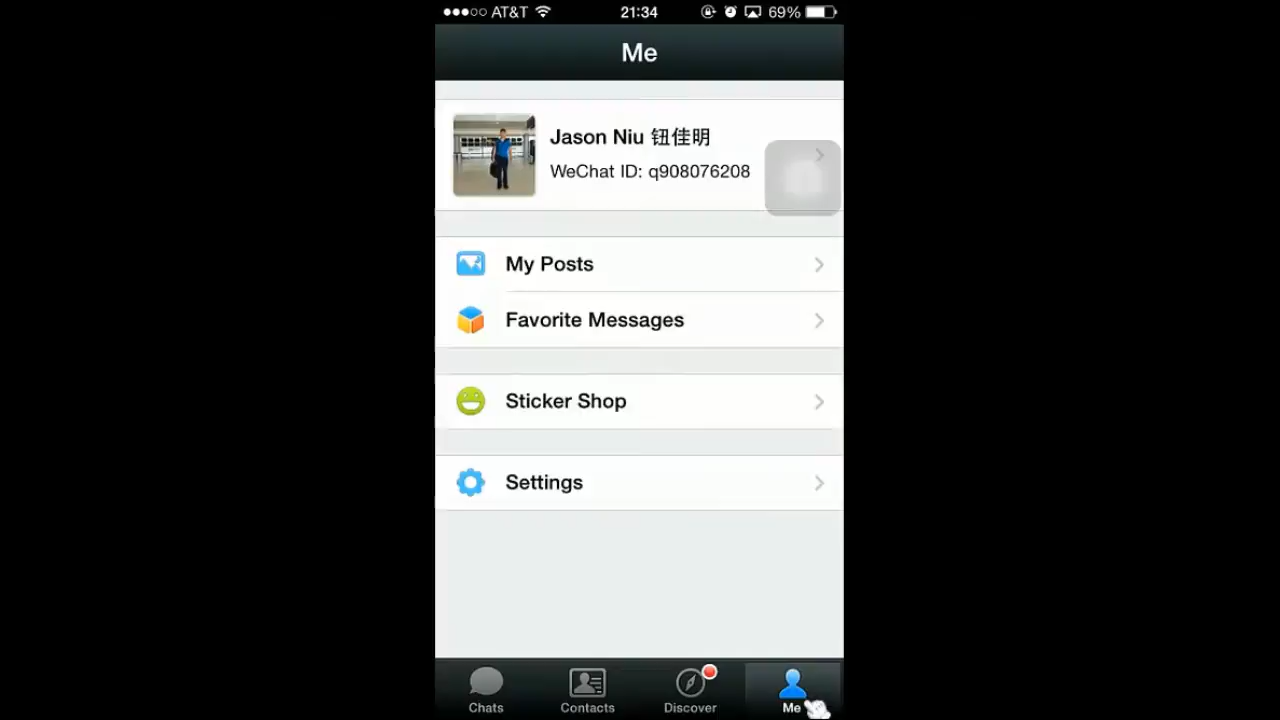 AT&T 21:34 69%
Me
Jason Niu 钮佳明
WeChat ID: q908076208
My Posts
Favorite Messages
Sticker Shop
Settings
Chats Contacts Discover Me